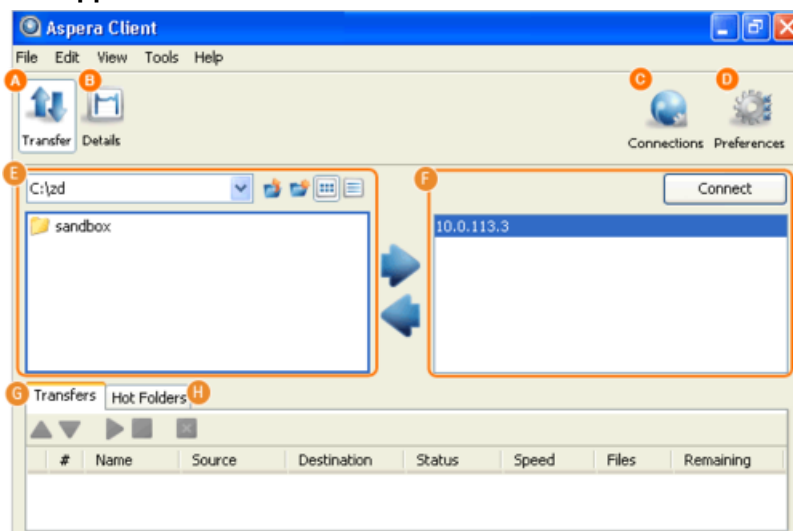 Aspera Client
File Edit View Tools Help
A B C D
Transfer Details Connections Preferences
E F
C:\zd Connect
sandbox 10.0.113.3
G Transfers Hot Folders H
# Name Source Destination Status Speed Files Remaining